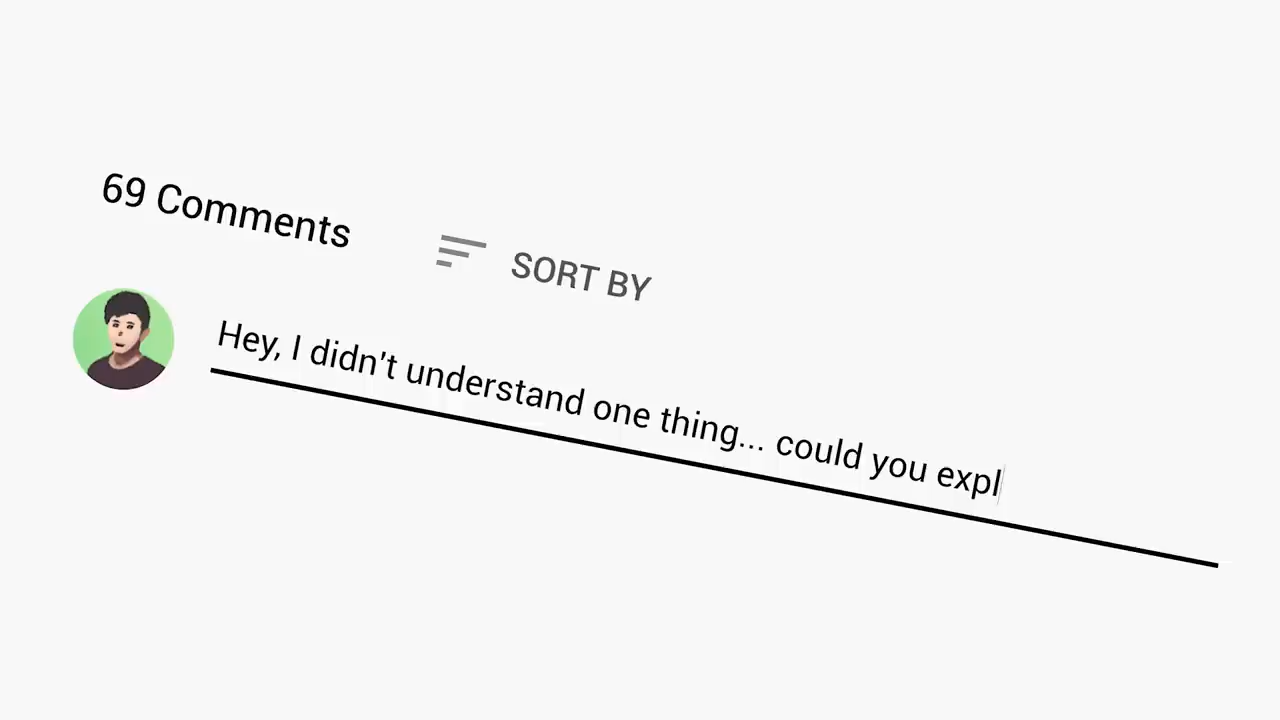 69 Comments
SORT BY
Hey, I didn't understand one thing... could you expl